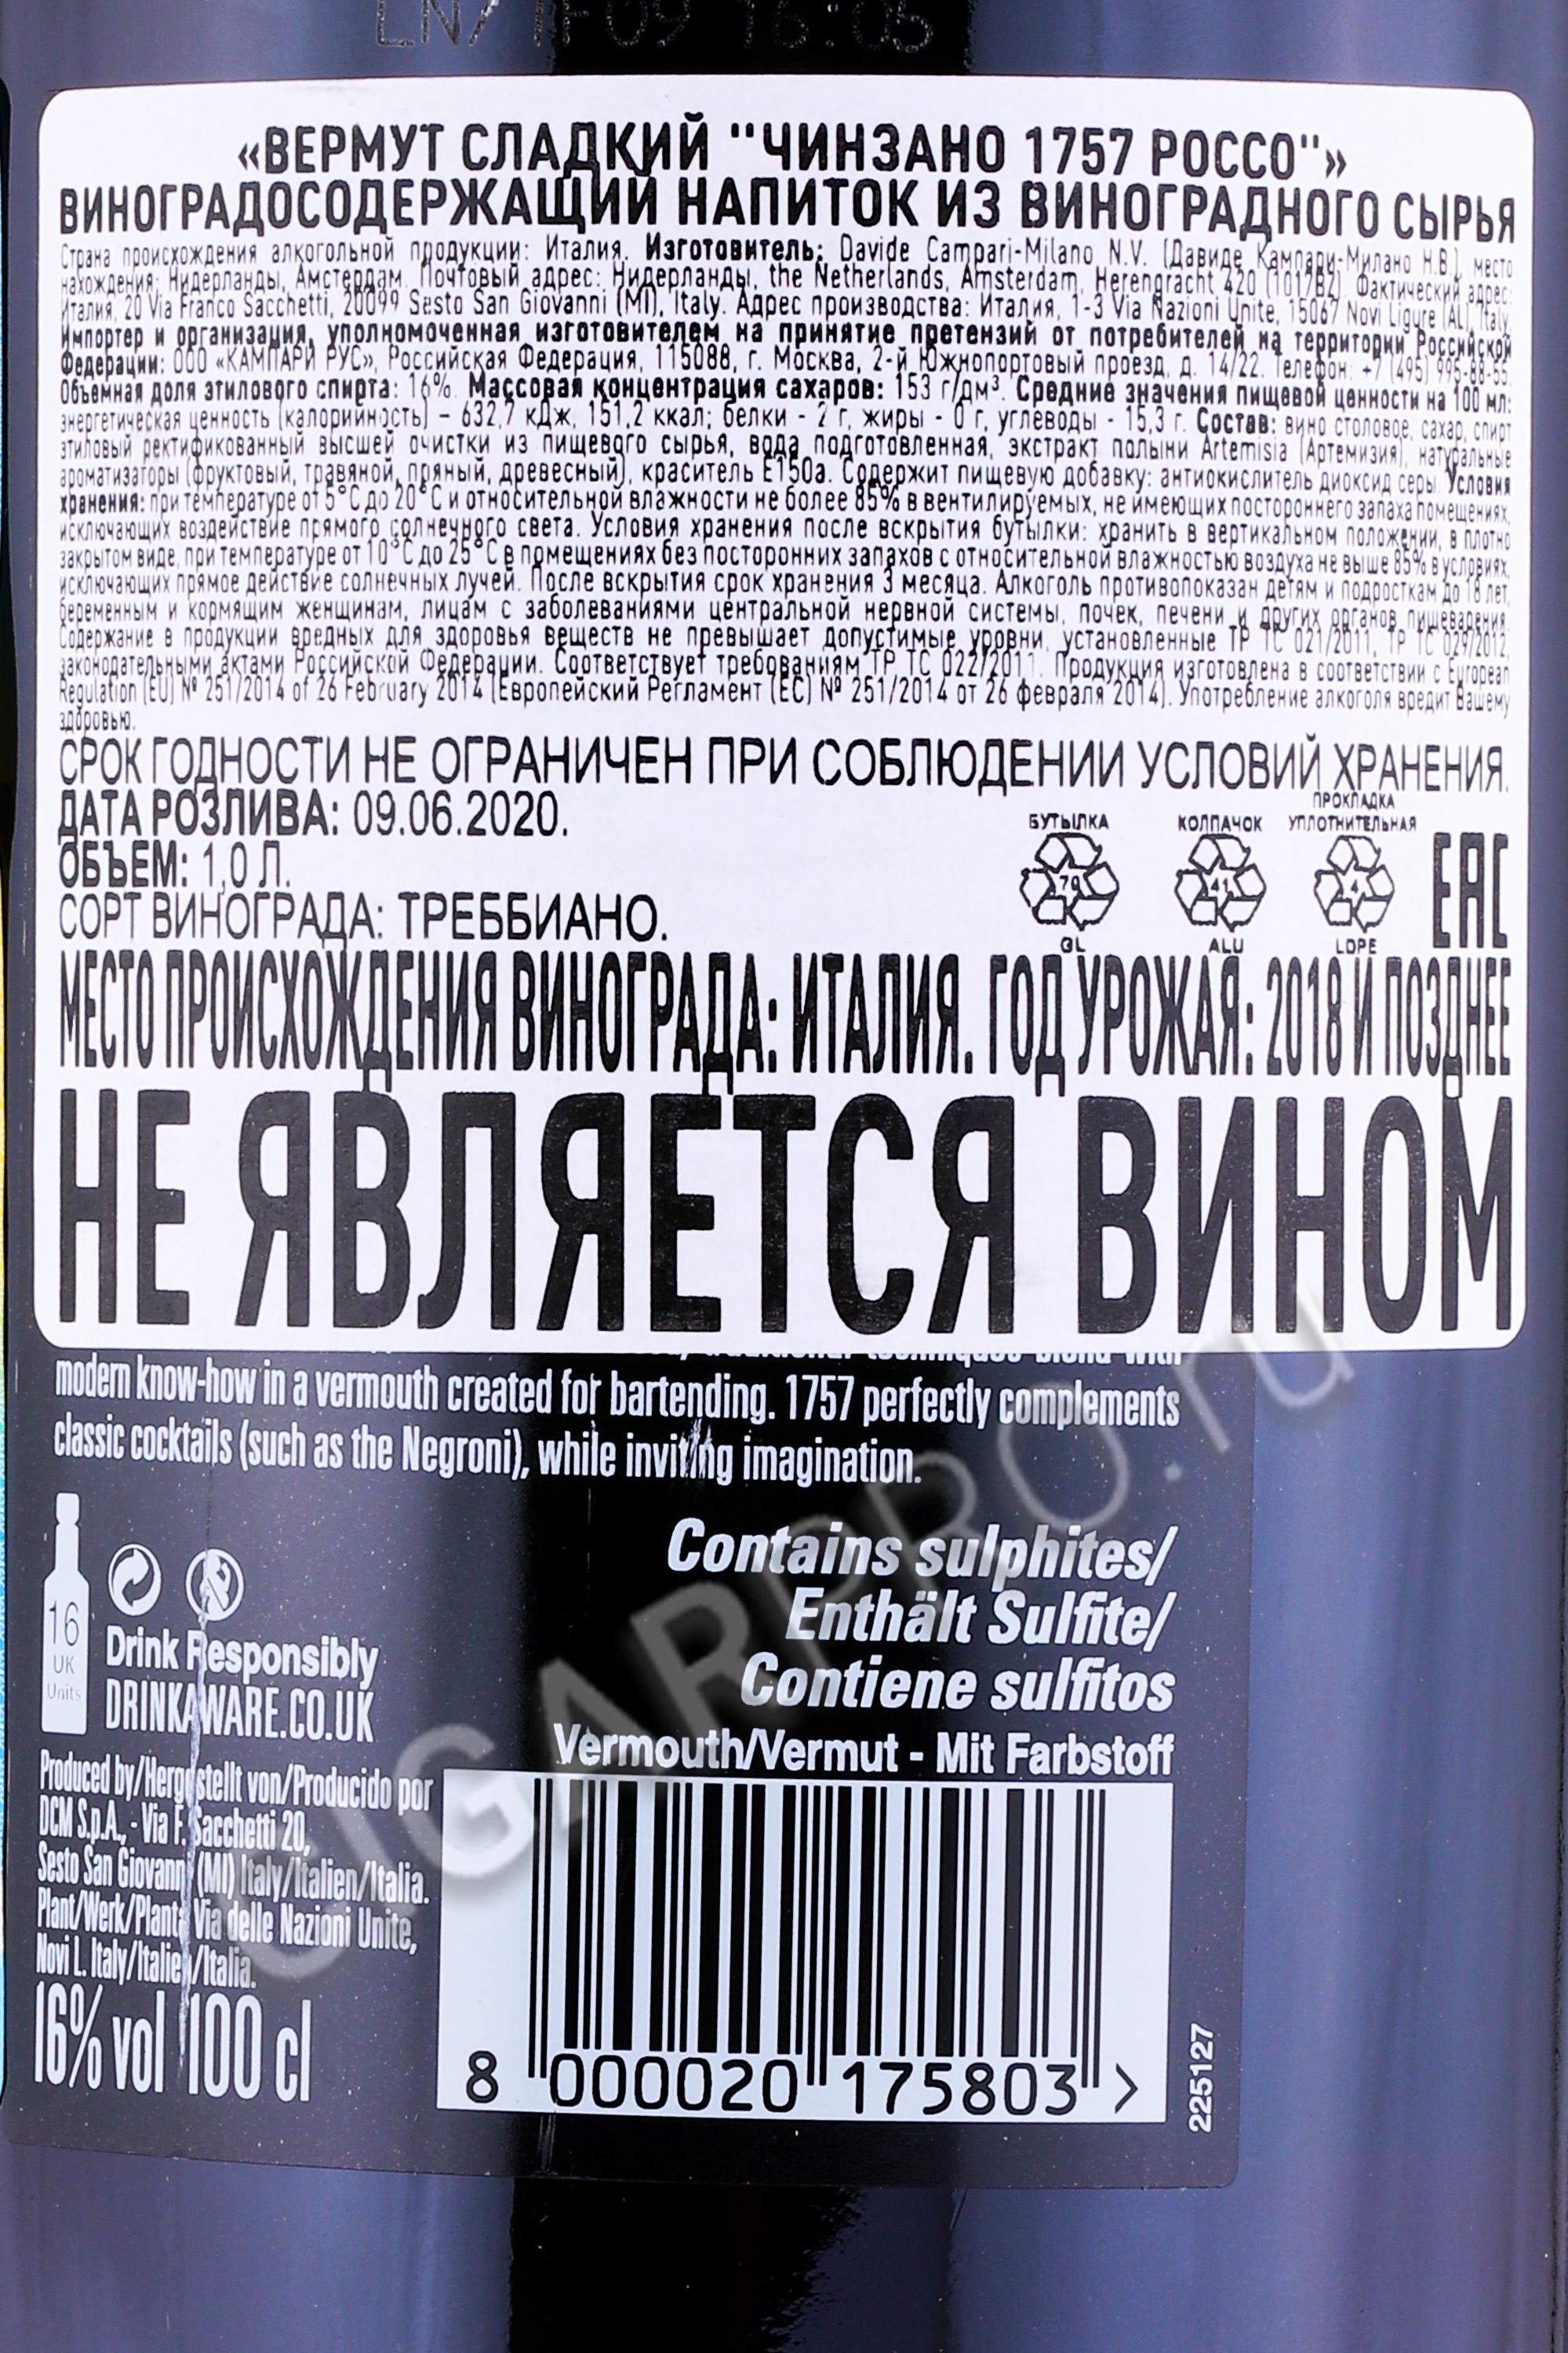 16:05
«ВЕРМУТ СЛАДКИЙ "ЧИНЗАНО 1757 РОССО"»
ВИНОГРАДОСОДЕРЖАЩИЙ НАПИТОК ИЗ ВИНОГРАДНОГО СЫРЬЯ
Страна происхождения алкогольной продукции: Италия. Изготовитель: Davide Campari-Milano N.V. (Давиде Кампари-Милано Н.В.), место
нахождения: Нидерланды, Амстердам. Почтовый адрес: Нидерланды, the Netherlands, Amsterdam, Herengracht 420 (1017BZ). Фактический адрес:
Италия, 20 Via Franco Sacchetti, 20099 Sesto San Giovanni (MI), Italy. Адрес производства: Италия, 1-3 Via Nazioni Unite, 15067 Novi Ligure (AL), Italy.
Импортер и организация, уполномоченная изготовителем на принятие претензий от потребителей на территории Российской
Федерации: ООО «КАМПАРИ РУС», Российская Федерация, 115088, г. Москва, 2-й Южнопортовый проезд, д. 14/22. Телефон: +7 (495) 995-88-55.
Объемная доля этилового спирта: 16%. Массовая концентрация сахаров: 153 г/дм³. Средние значения пищевой ценности на 100 мл:
энергетическая ценность (калорийность) – 632,7 кДж, 151,2 ккал; белки - 2 г, жиры - 0 г, углеводы - 15,3 г. Состав: вино столовое, сахар, спирт
этиловый ректификованный высшей очистки из пищевого сырья, вода подготовленная, экстракт полыни Artemisia (Артемизия), натуральные
ароматизаторы (фруктовый, травяной, пряный, древесный), краситель Е150а. Содержит пищевую добавку: антиокислитель диоксид серы Условия
хранения: при температуре от 5°С до 20°С и относительной влажности не более 85% в вентилируемых, не имеющих постороннего запаха помещениях,
исключающих воздействие прямого солнечного света. Условия хранения после вскрытия бутылки: хранить в вертикальном положении, в плотно
закрытом виде, при температуре от 10°С до 25°С в помещениях без посторонних запахов с относительной влажностью воздуха не выше 85% в условиях,
исключающих прямое действие солнечных лучей. После вскрытия срок хранения 3 месяца. Алкоголь противопоказан детям и подросткам до 18 лет,
беременным и кормящим женщинам, лицам с заболеваниями центральной нервной системы, почек, печени и других органов пищеварения.
Содержание в продукции вредных для здоровья веществ не превышает допустимые уровни, установленные ТР ТС 021/2011, ТР ТС 029/2012,
законодательными актами Российской Федерации. Соответствует требованиям ТР ТС 022/2011. Продукция изготовлена в соответствии с European
Regulation (EU) № 251/2014 of 26 February 2014 (Европейский Регламент (ЕС) № 251/2014 от 26 февраля 2014). Употребление алкоголя вредит Вашему
здоровью.
СРОК ГОДНОСТИ НЕ ОГРАНИЧЕН ПРИ СОБЛЮДЕНИИ УСЛОВИЙ ХРАНЕНИЯ.
ДАТА РОЗЛИВА: 09.06.2020.
ОБЪЕМ: 1,0 Л.
СОРТ ВИНОГРАДА: ТРЕББИАНО.
БУТЫЛКА
70
GL
КОЛПАЧОК
41
ALU
ПРОКЛАДКА
УПЛОТНИТЕЛЬНАЯ
4
LDPE
EAC
МЕСТО ПРОИСХОЖДЕНИЯ ВИНОГРАДА: ИТАЛИЯ. ГОД УРОЖАЯ: 2018 И ПОЗДНЕЕ
НЕ ЯВЛЯЕТСЯ ВИНОМ
modern know-how in a vermouth created for bartending. 1757 perfectly complements
classic cocktails (such as the Negroni), while inviting imagination.
16
UK
Units
Drink Responsibly
DRINKAWARE.CO.UK
Contains sulphites/
Enthält Sulfite/
Contiene sulfitos
Vermouth/Vermut - Mit Farbstoff
Produced by/Hergestellt von/Producido por
DCM S.p.A., - Via F. Sacchetti 20,
Sesto San Giovanni (MI) Italy/Italien/Italia.
Plant/Werk/Planta Via delle Nazioni Unite,
Novi L. Italy/Italien/Italia.
16% vol 100 cl
8 000020 175803 >
225127
CIGARPRO.ru